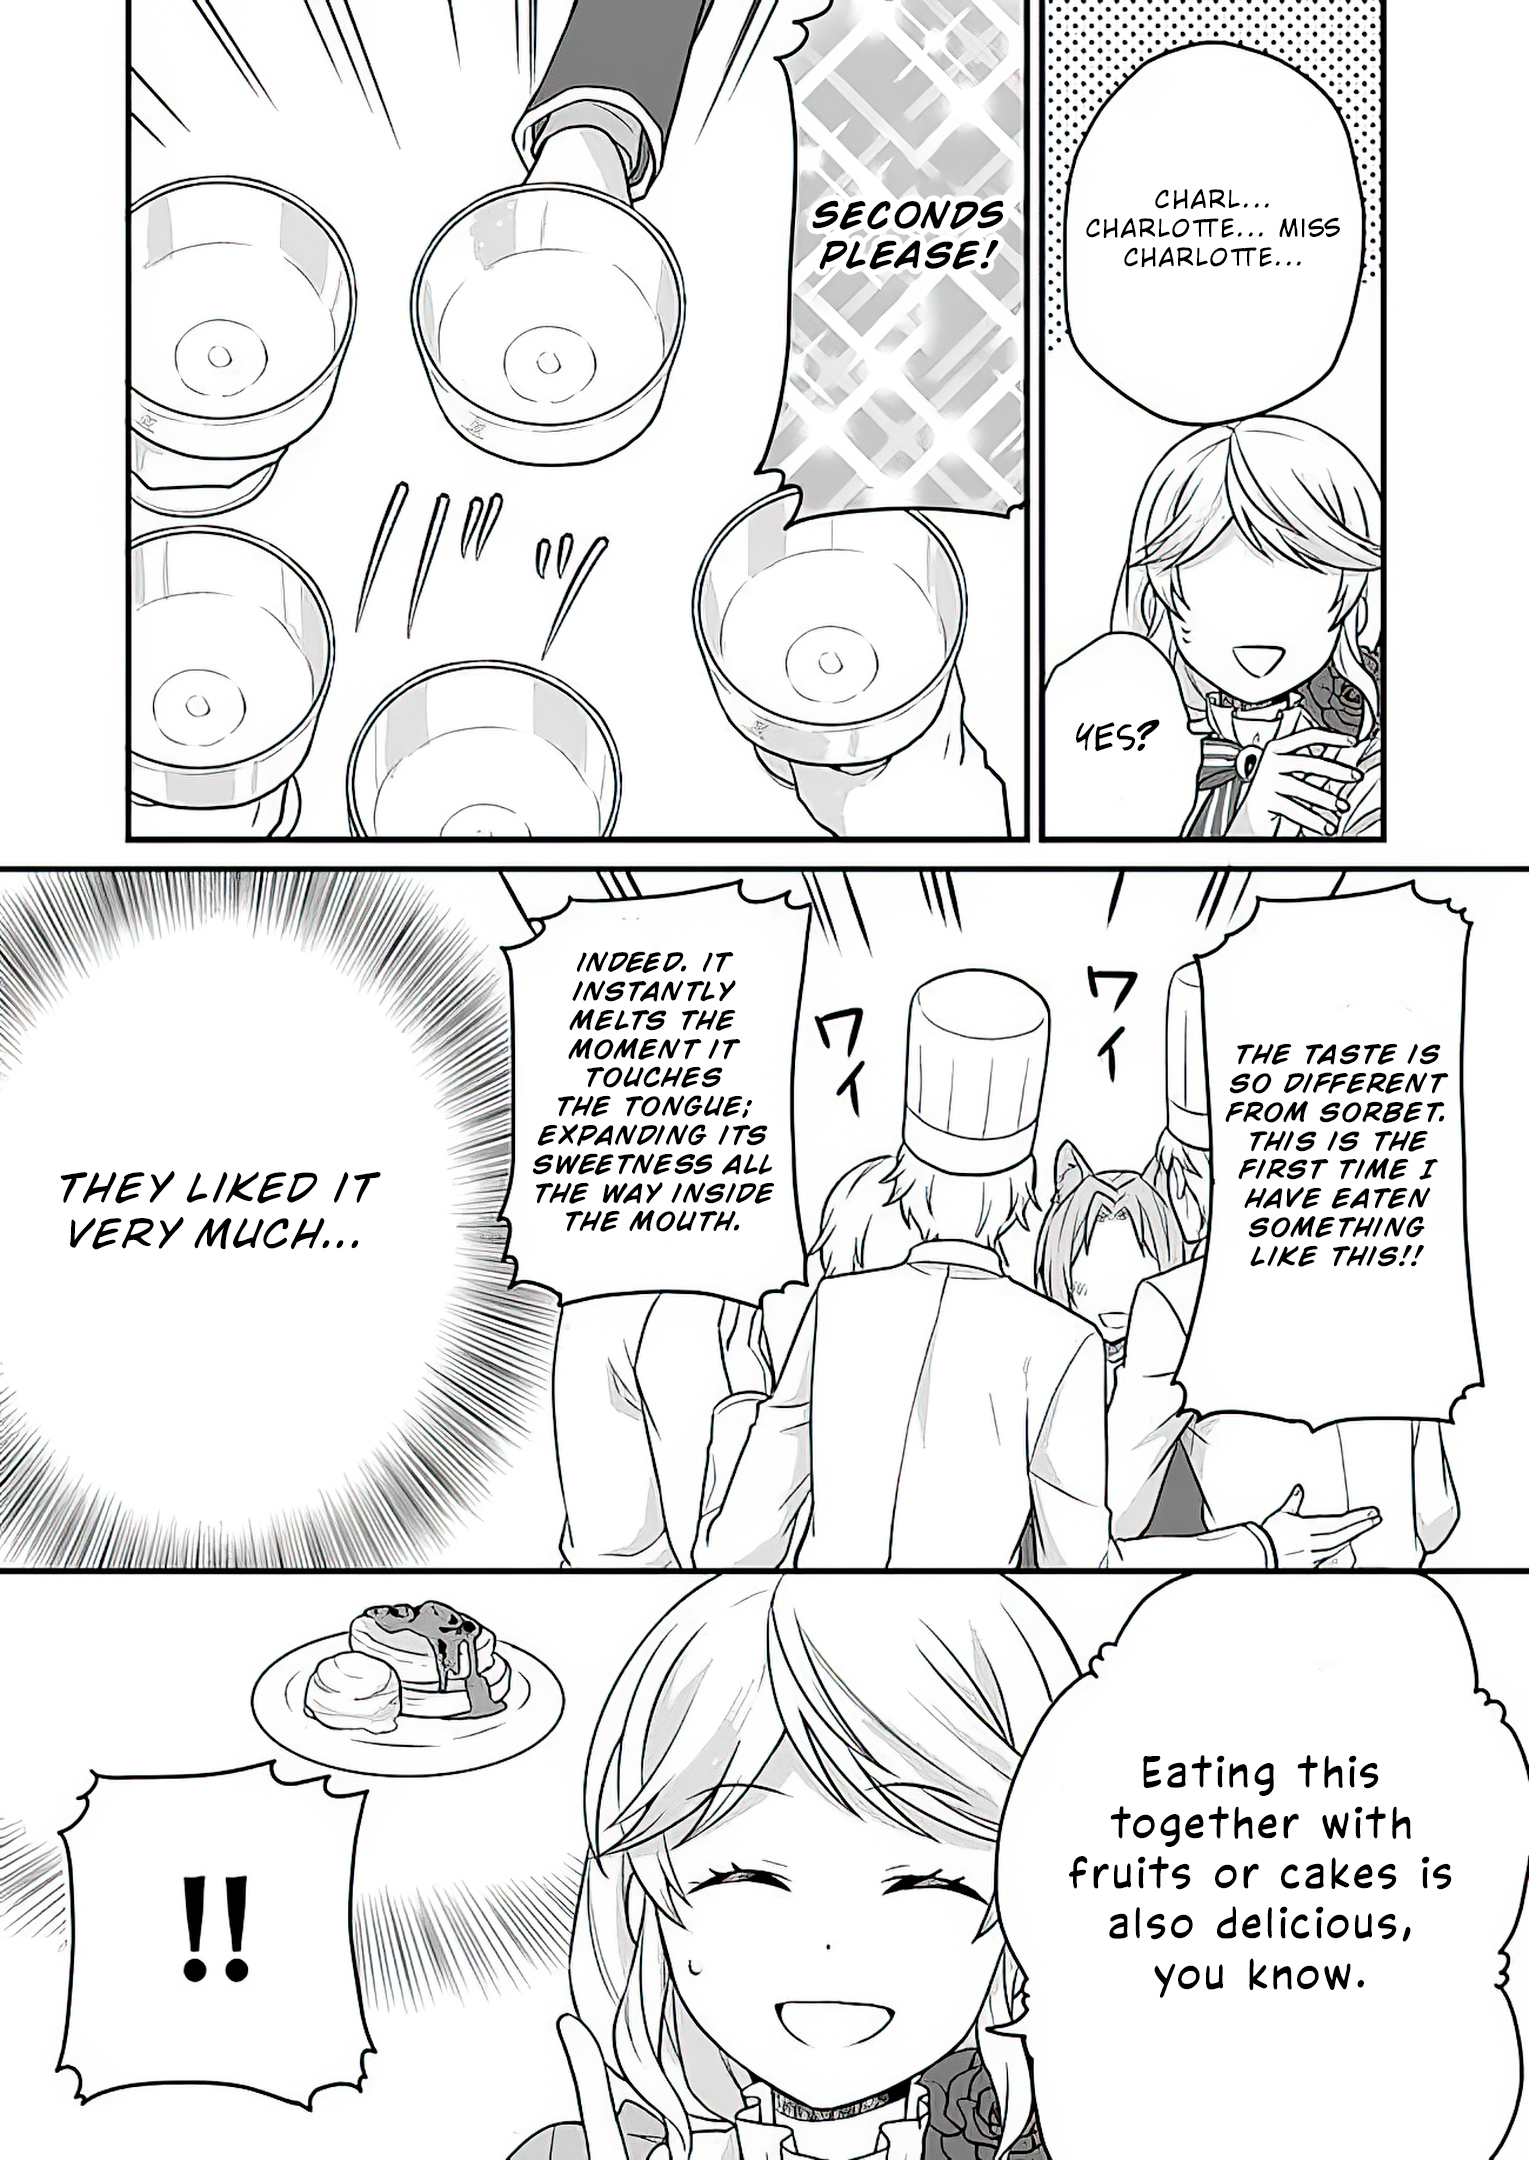 CHARL...
CHARLOTTE... MISS
CHARLOTTE...
YES?
SECONDS
PLEASE!
THE TASTE IS
SO DIFFERENT
FROM SORBET.
THIS IS THE
FIRST TIME I
HAVE EATEN
SOMETHING
LIKE THIS!!
ワイ
ワイ
INDEED. IT
INSTANTLY
MELTS THE
MOMENT IT
TOUCHES
THE TONGUE;
EXPANDING ITS
SWEETNESS ALL
THE WAY INSIDE
THE MOUTH.
THEY LIKED IT
VERY MUCH...
Eating this
together with
fruits or cakes is
also delicious,
you know.
!!